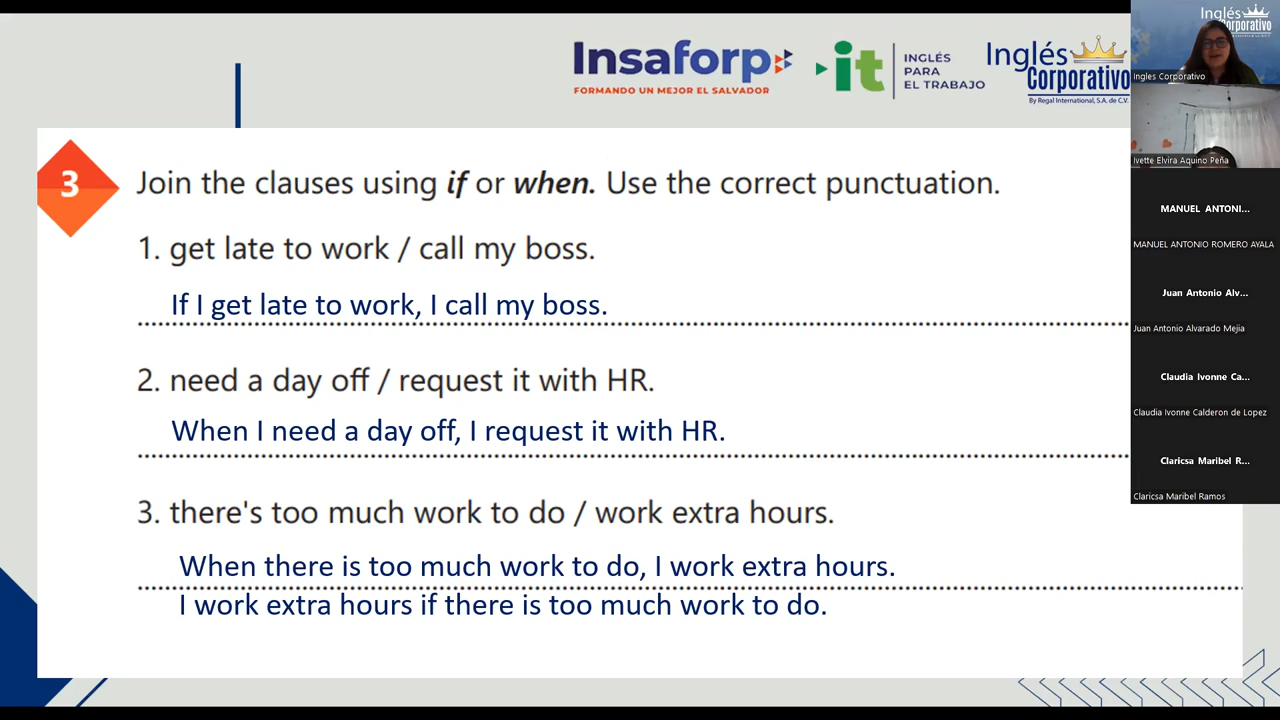 Insaforp
FORMANDO UN MEJOR EL SALVADOR
it
INGLÉS
PARA
EL TRABAJO
Inglés
Corporativo
By Regal International, S.A. de C.V.
Inglés
Corporativo
Ingles Corporativo
Ivette Elvira Aquino Peña
MANUEL ANTONI...
MANUEL ANTONIO ROMERO AYALA
Juan Antonio Alv...
Juan Antonio Alvarado Mejia
Claudia Ivonne Ca...
Claudia Ivonne Calderon de Lopez
Claricsa Maribel R...
Claricsa Maribel Ramos
3
Join the clauses using if or when. Use the correct punctuation.
1. get late to work / call my boss.
If I get late to work, I call my boss.
2. need a day off / request it with HR.
When I need a day off, I request it with HR.
3. there's too much work to do / work extra hours.
When there is too much work to do, I work extra hours.
I work extra hours if there is too much work to do.